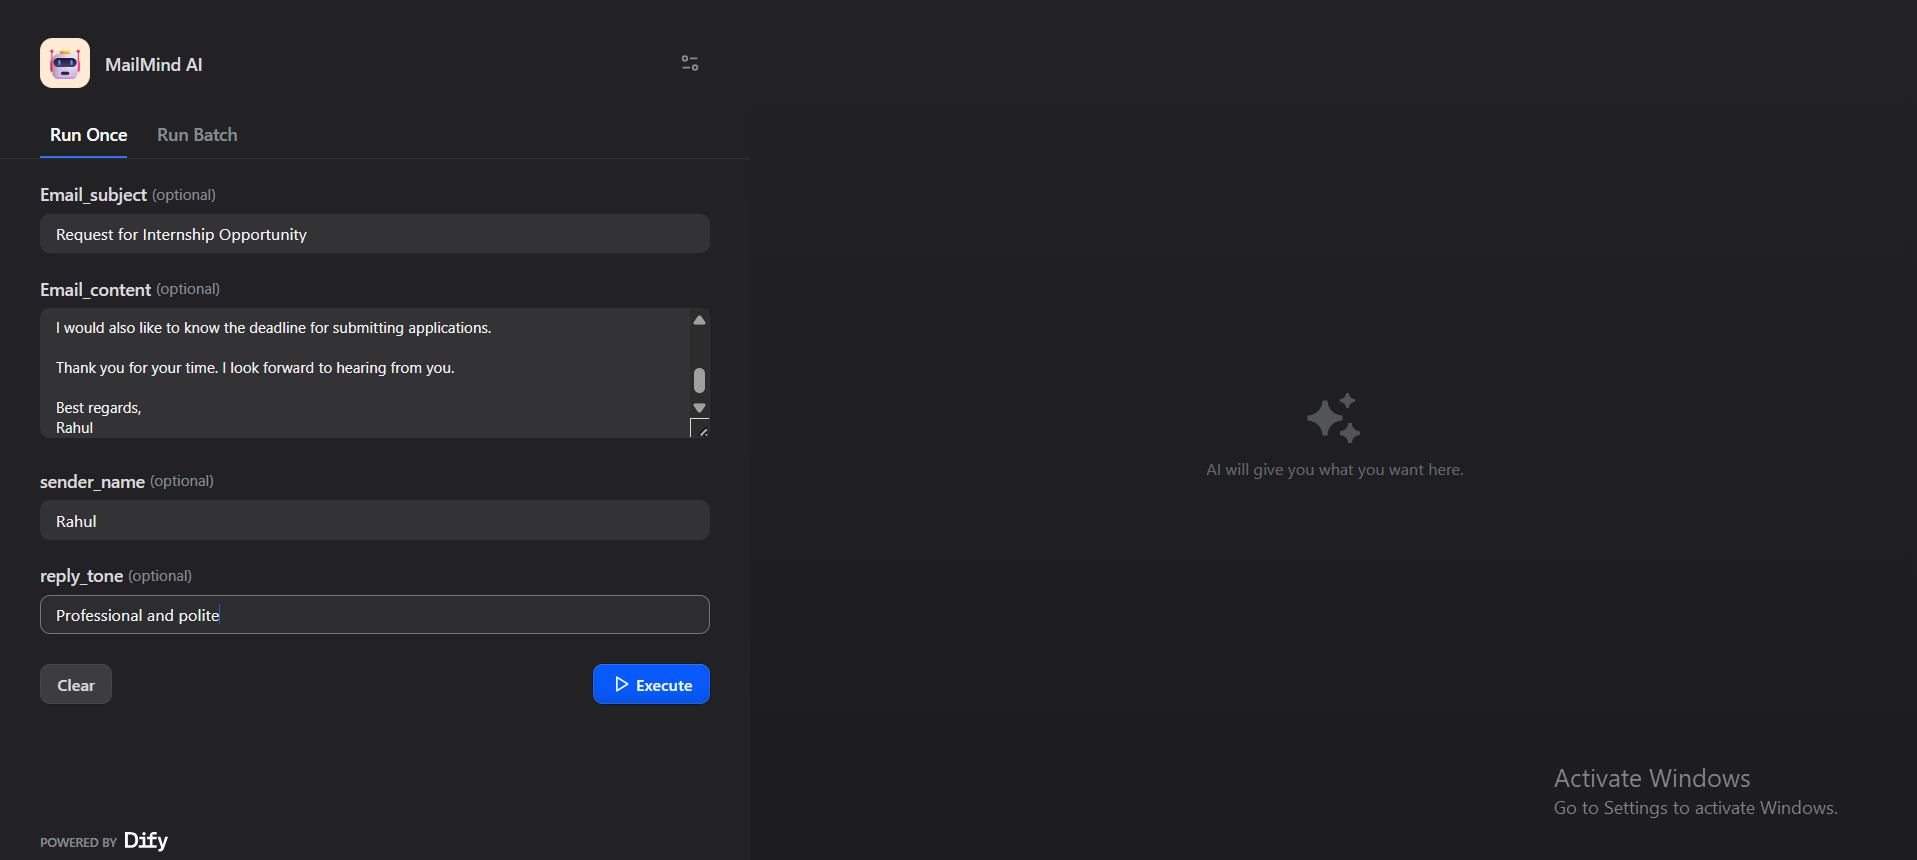 MailMind AI
Run Once Run Batch
Email_subject (optional)
Request for Internship Opportunity
Email_content (optional)
I would also like to know the deadline for submitting applications.
Thank you for your time. I look forward to hearing from you.
Best regards,
Rahul
sender_name (optional)
Rahul
reply_tone (optional)
Professional and polite
Clear Execute
POWERED BY Dify
AI will give you what you want here.
Activate Windows
Go to Settings to activate Windows.